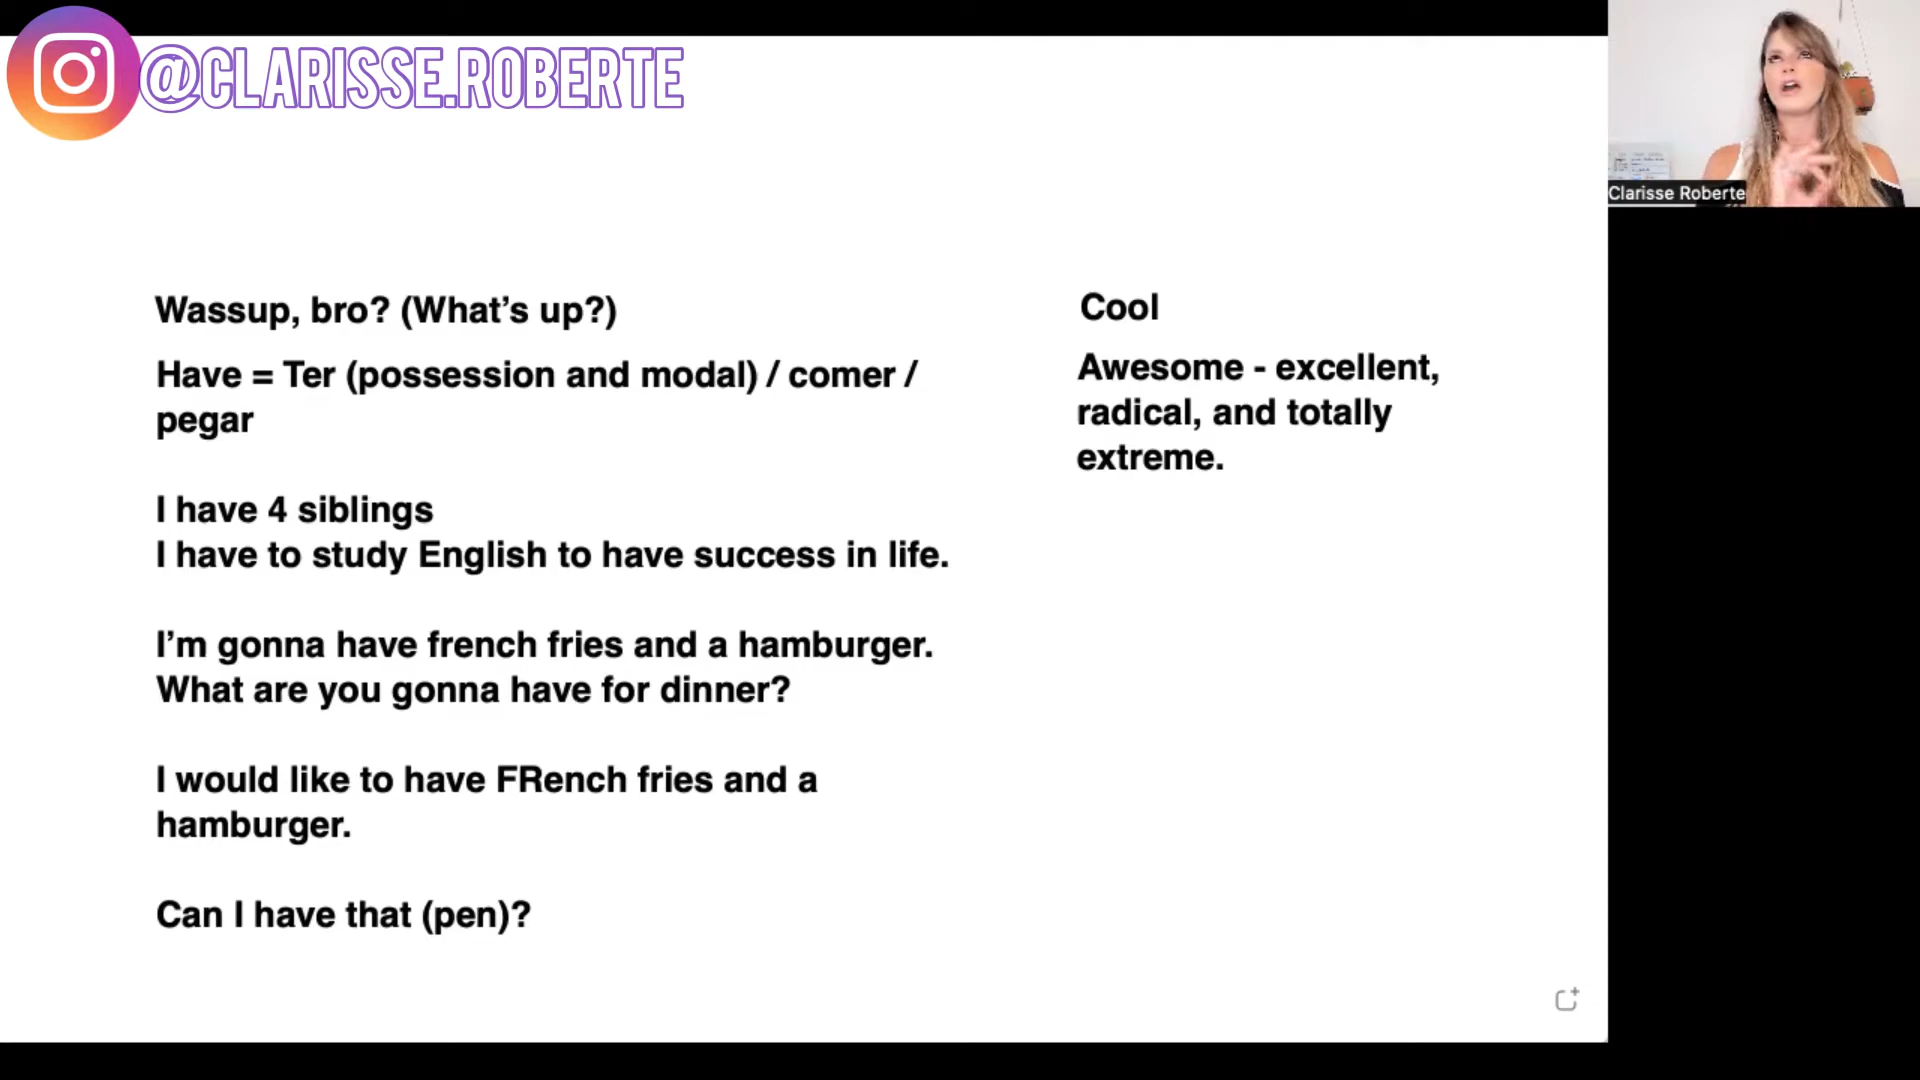 @CLARISSE.ROBERTE
Clarisse Roberte
Wassup, bro? (What’s up?)
Have = Ter (possession and modal) / comer /
pegar
I have 4 siblings
I have to study English to have success in life.
I’m gonna have french fries and a hamburger.
What are you gonna have for dinner?
I would like to have FRench fries and a
hamburger.
Can I have that (pen)?
Cool
Awesome - excellent,
radical, and totally
extreme.